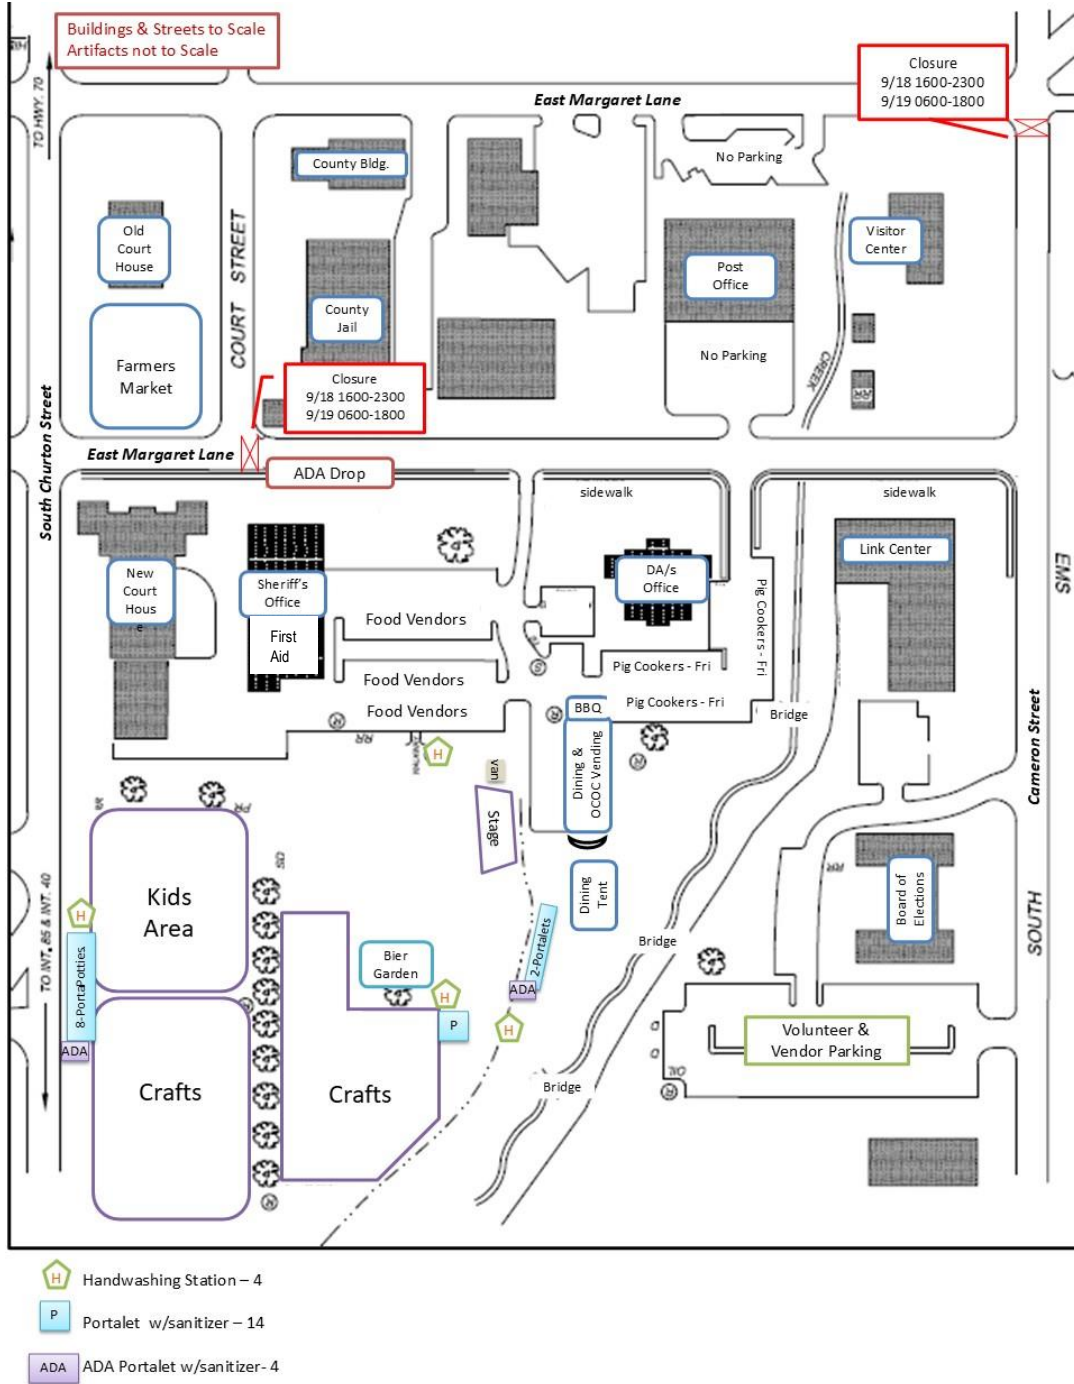 Buildings & Streets to Scale
Artifacts not to Scale
Closure
9/18 1600-2300
9/19 0600-1800
East Margaret Lane
TO HWY. 70
No Parking
County Bldg.
Old
Court
House
COURT STREET
Visitor
Center
Post
Office
County
Jail
Farmers
Market
No Parking
CREEK
RR
Closure
9/18 1600-2300
9/19 0600-1800
South Churton Street
East Margaret Lane
ADA Drop
sidewalk
sidewalk
New
Court
Hous
e
Sheriff's
Office
First
Aid
DA/s
Office
Link Center
EMS
Food Vendors
Food Vendors
Food Vendors
Pig Cookers - Fri
Pig Cookers - Fri
Pig Cookers - Fri
S
R
R
RR
R
BBQ
Bridge
H
van
Stage
Dining &
OCOC Vending
Cameron Street
SOUTH
PR
Kids
Area
Dining
Tent
Board of
Elections
RR
TO INT. 85 & INT. 40
H
8-PortaPotties
ADA
Bier
Garden
H
P
2-Portalets
ADA
H
Bridge
Bridge
Volunteer &
Vendor Parking
D
D
OIL
R
Crafts
Crafts
R
H
Handwashing Station – 4
P
Portalet w/sanitizer – 14
ADA
ADA Portalet w/sanitizer- 4